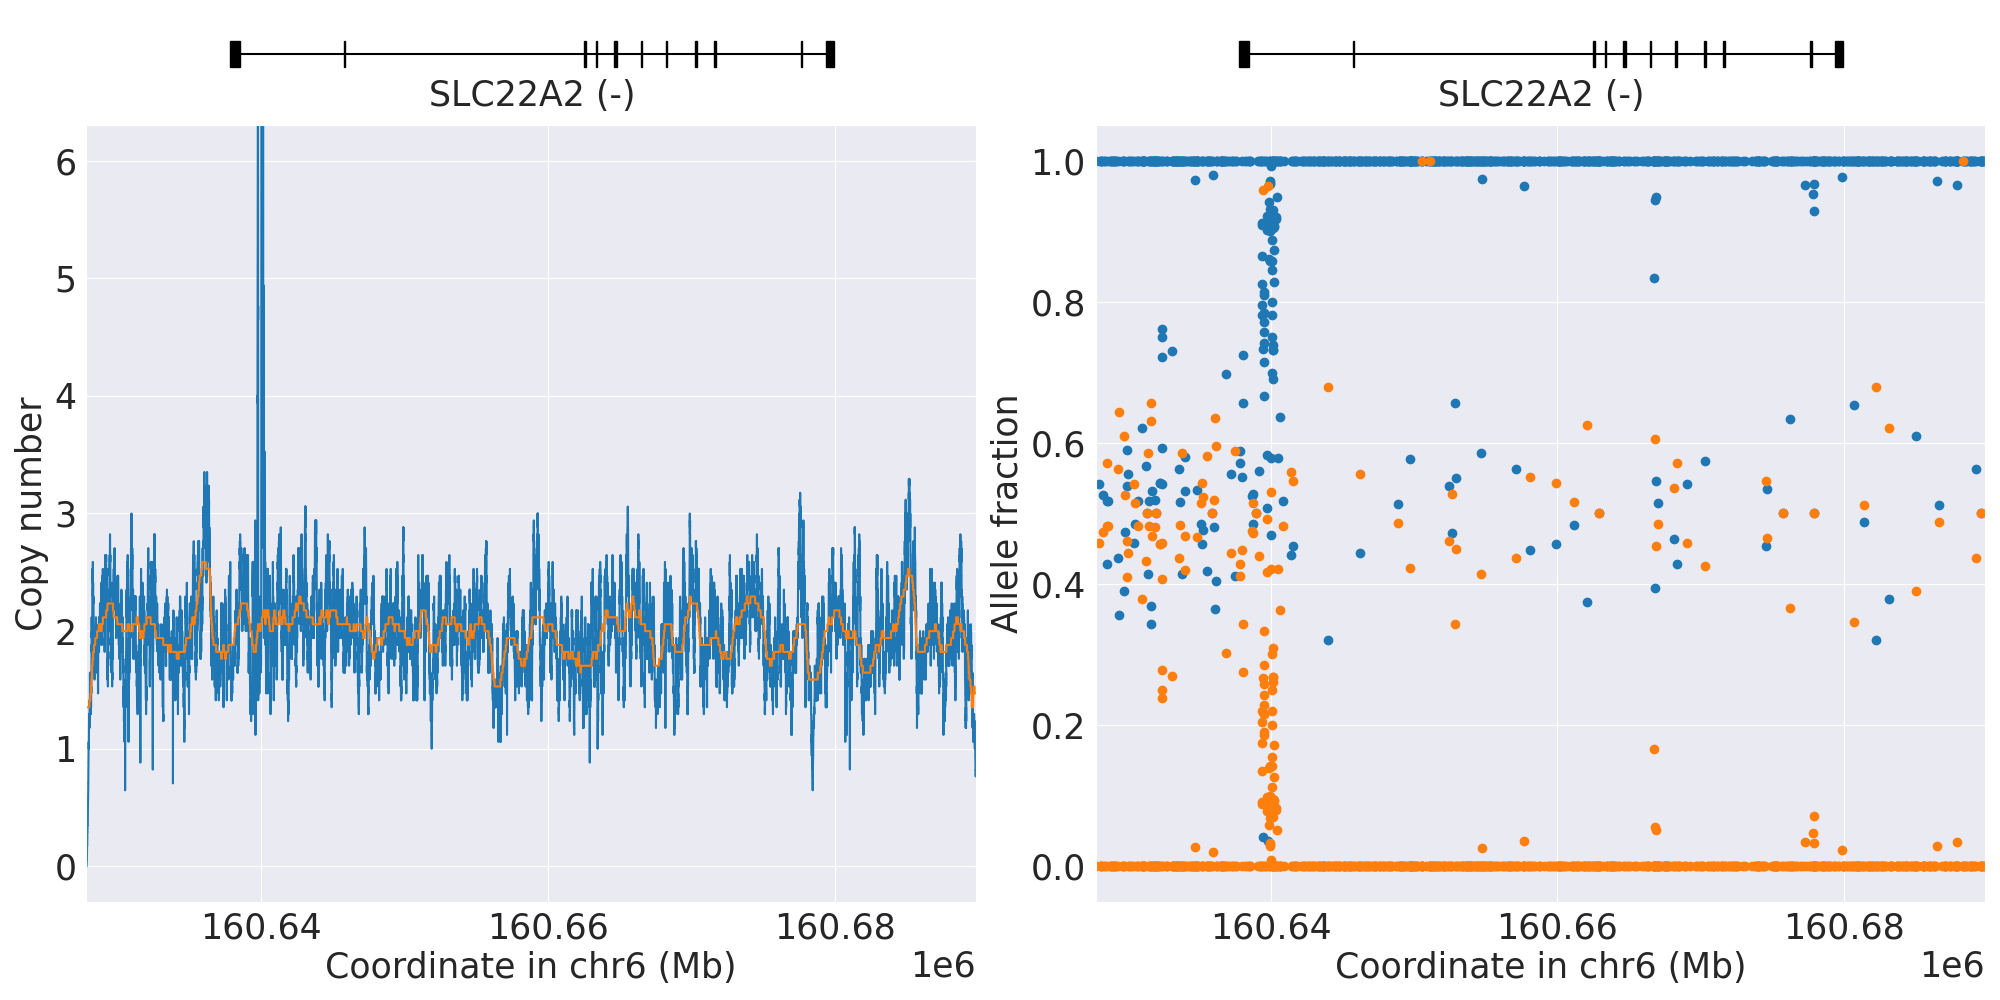 SLC22A2 (-)
Copy number
6
5
4
3
2
1
0
160.64
160.66
160.68
Coordinate in chr6 (Mb)
1e6
SLC22A2 (-)
Allele fraction
1.0
0.8
0.6
0.4
0.2
0.0
160.64
160.66
160.68
Coordinate in chr6 (Mb)
1e6